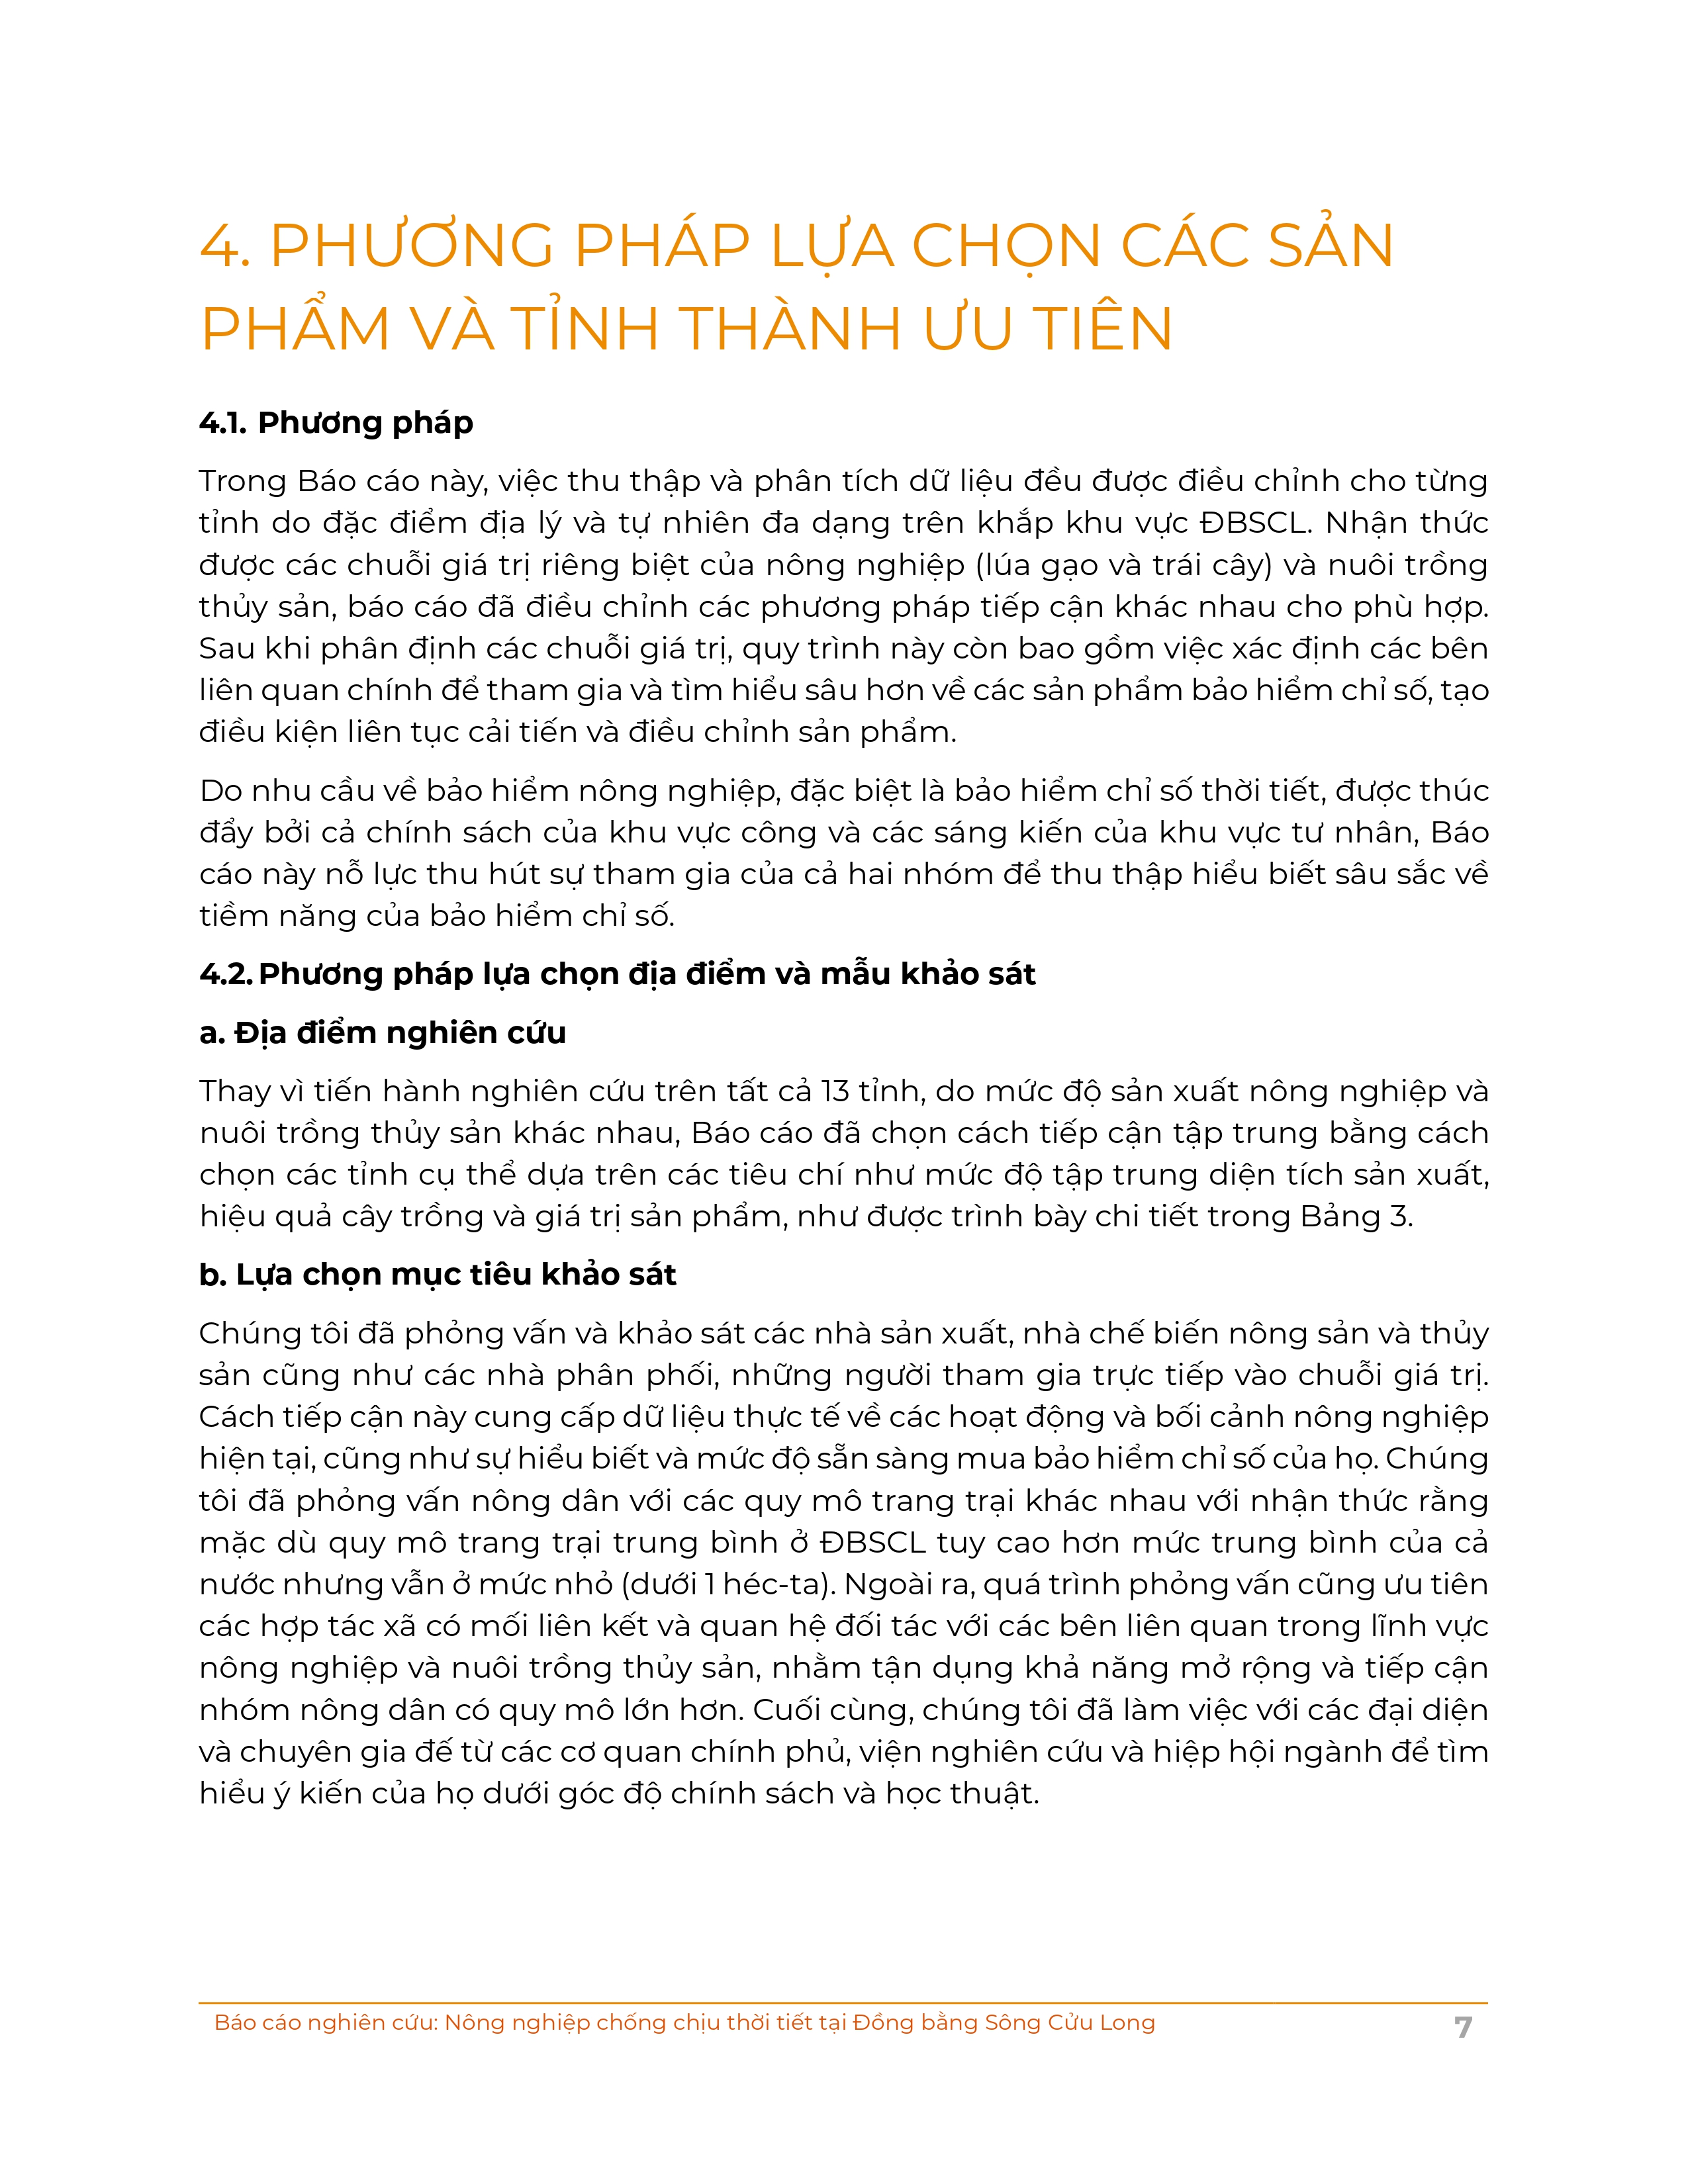 4. PHƯƠNG PHÁP LỰA CHỌN CÁC SẢN
PHẨM VÀ TỈNH THÀNH ƯU TIÊN
4.1. Phương pháp
Trong Báo cáo này, việc thu thập và phân tích dữ liệu đều được điều chỉnh cho từng
tỉnh do đặc điểm địa lý và tự nhiên đa dạng trên khắp khu vực ĐBSCL. Nhận thức
được các chuỗi giá trị riêng biệt của nông nghiệp (lúa gạo và trái cây) và nuôi trồng
thủy sản, báo cáo đã điều chỉnh các phương pháp tiếp cận khác nhau cho phù hợp.
Sau khi phân định các chuỗi giá trị, quy trình này còn bao gồm việc xác định các bên
liên quan chính để tham gia và tìm hiểu sâu hơn về các sản phẩm bảo hiểm chỉ số, tạo
điều kiện liên tục cải tiến và điều chỉnh sản phẩm.
Do nhu cầu về bảo hiểm nông nghiệp, đặc biệt là bảo hiểm chỉ số thời tiết, được thúc
đẩy bởi cả chính sách của khu vực công và các sáng kiến của khu vực tư nhân, Báo
cáo này nỗ lực thu hút sự tham gia của cả hai nhóm để thu thập hiểu biết sâu sắc về
tiềm năng của bảo hiểm chỉ số.
4.2. Phương pháp lựa chọn địa điểm và mẫu khảo sát
a. Địa điểm nghiên cứu
Thay vì tiến hành nghiên cứu trên tất cả 13 tỉnh, do mức độ sản xuất nông nghiệp và
nuôi trồng thủy sản khác nhau, Báo cáo đã chọn cách tiếp cận tập trung bằng cách
chọn các tỉnh cụ thể dựa trên các tiêu chí như mức độ tập trung diện tích sản xuất,
hiệu quả cây trồng và giá trị sản phẩm, như được trình bày chi tiết trong Bảng 3.
b. Lựa chọn mục tiêu khảo sát
Chúng tôi đã phỏng vấn và khảo sát các nhà sản xuất, nhà chế biến nông sản và thủy
sản cũng như các nhà phân phối, những người tham gia trực tiếp vào chuỗi giá trị.
Cách tiếp cận này cung cấp dữ liệu thực tế về các hoạt động và bối cảnh nông nghiệp
hiện tại, cũng như sự hiểu biết và mức độ sẵn sàng mua bảo hiểm chỉ số của họ. Chúng
tôi đã phỏng vấn nông dân với các quy mô trang trại khác nhau với nhận thức rằng
mặc dù quy mô trang trại trung bình ở ĐBSCL tuy cao hơn mức trung bình của cả
nước nhưng vẫn ở mức nhỏ (dưới 1 héc-ta). Ngoài ra, quá trình phỏng vấn cũng ưu tiên
các hợp tác xã có mối liên kết và quan hệ đối tác với các bên liên quan trong lĩnh vực
nông nghiệp và nuôi trồng thủy sản, nhằm tận dụng khả năng mở rộng và tiếp cận
nhóm nông dân có quy mô lớn hơn. Cuối cùng, chúng tôi đã làm việc với các đại diện
và chuyên gia đế từ các cơ quan chính phủ, viện nghiên cứu và hiệp hội ngành để tìm
hiểu ý kiến của họ dưới góc độ chính sách và học thuật.
Báo cáo nghiên cứu: Nông nghiệp chống chịu thời tiết tại Đồng bằng Sông Cửu Long
7